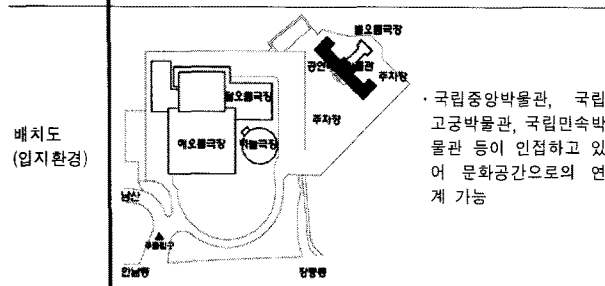 별오름극장
공연예술박물관
주차장
달오름극장
주차장
해오름극장
하늘극장
배치도
(입지환경)
· 국립중앙박물관, 국립
고궁박물관, 국립민속박
물관 등이 인접하고 있
어 문화공간으로의 연
계 가능
남산
주출입구
한남동
장충동